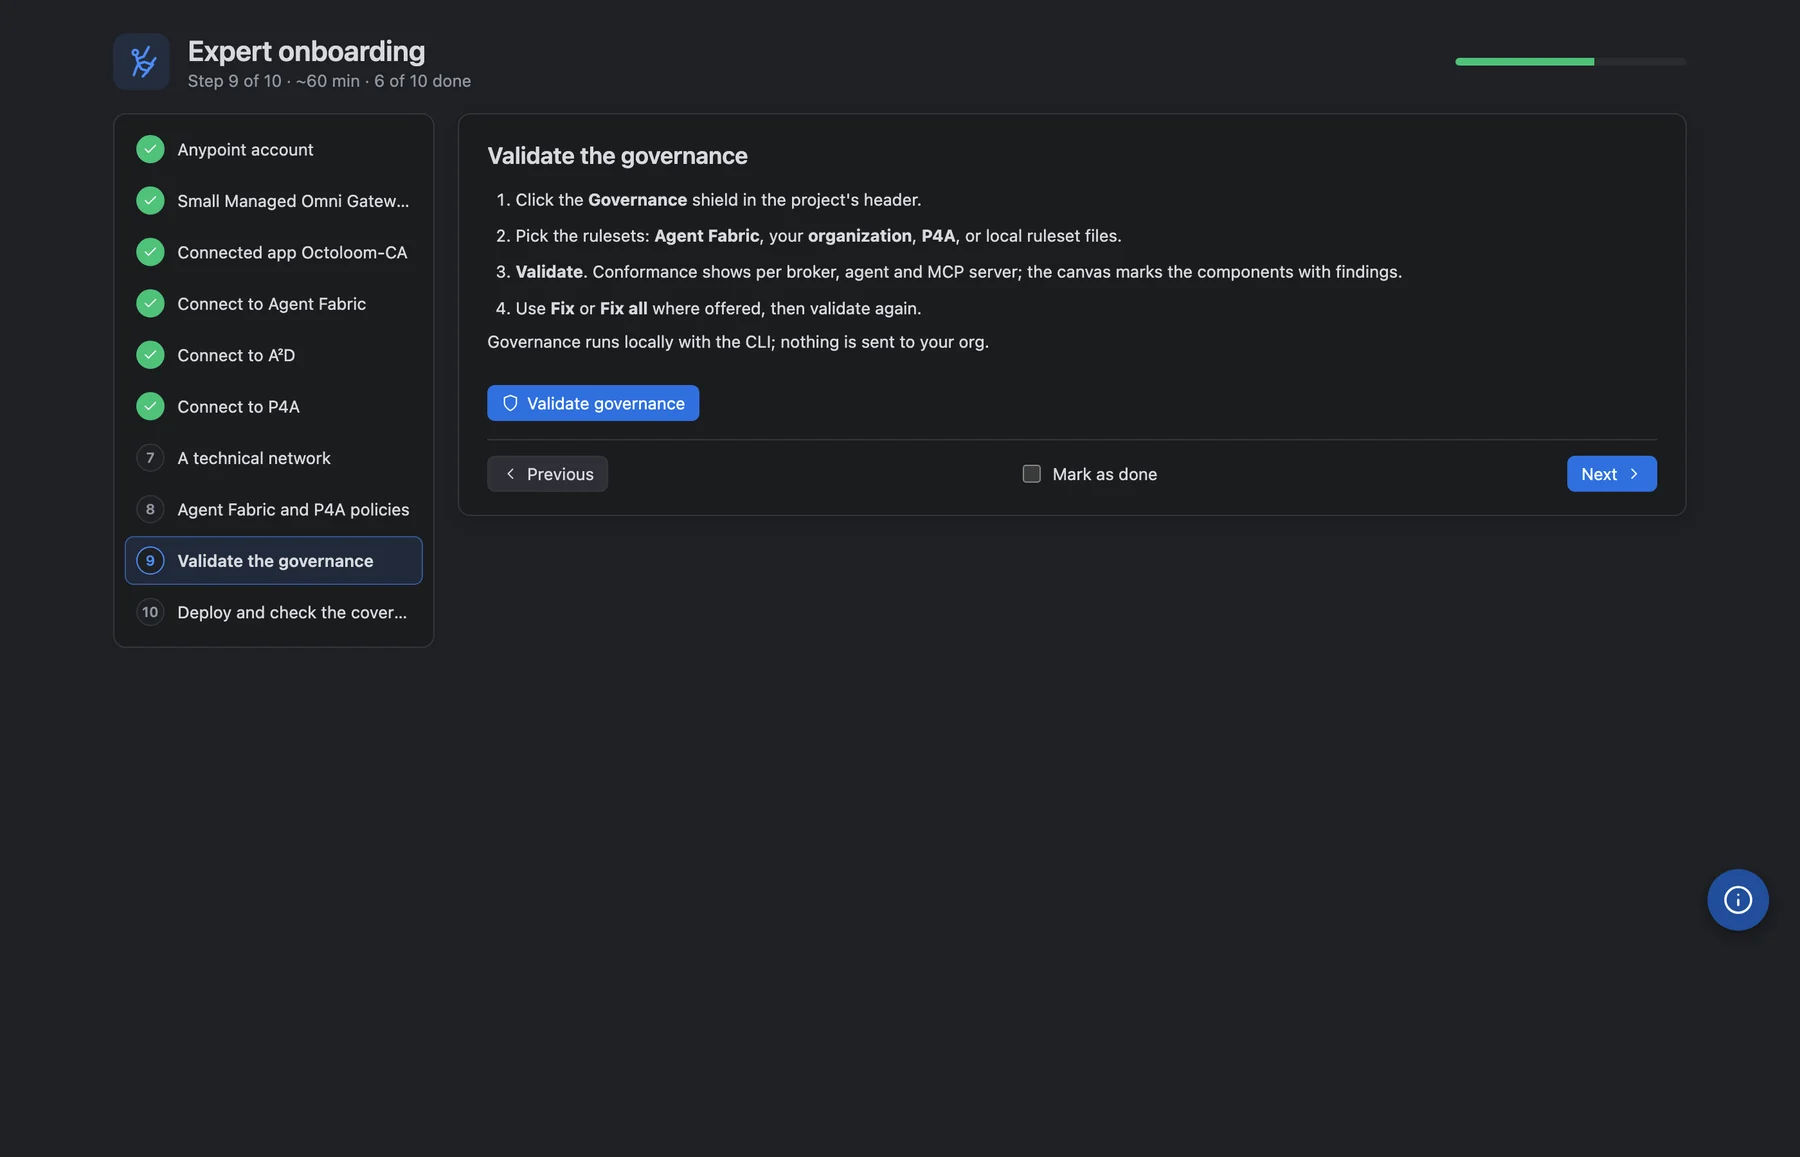 Expert onboarding
Step 9 of 10 · ~60 min · 6 of 10 done
Anypoint account
Small Managed Omni Gatew...
Connected app Octoloom-CA
Connect to Agent Fabric
Connect to A²D
Connect to P4A
7 A technical network
8 Agent Fabric and P4A policies
9 Validate the governance
10 Deploy and check the cover...
Validate the governance
1. Click the Governance shield in the project's header.
2. Pick the rulesets: Agent Fabric, your organization, P4A, or local ruleset files.
3. Validate. Conformance shows per broker, agent and MCP server; the canvas marks the components with findings.
4. Use Fix or Fix all where offered, then validate again.
Governance runs locally with the CLI; nothing is sent to your org.
Validate governance
Previous
Mark as done
Next